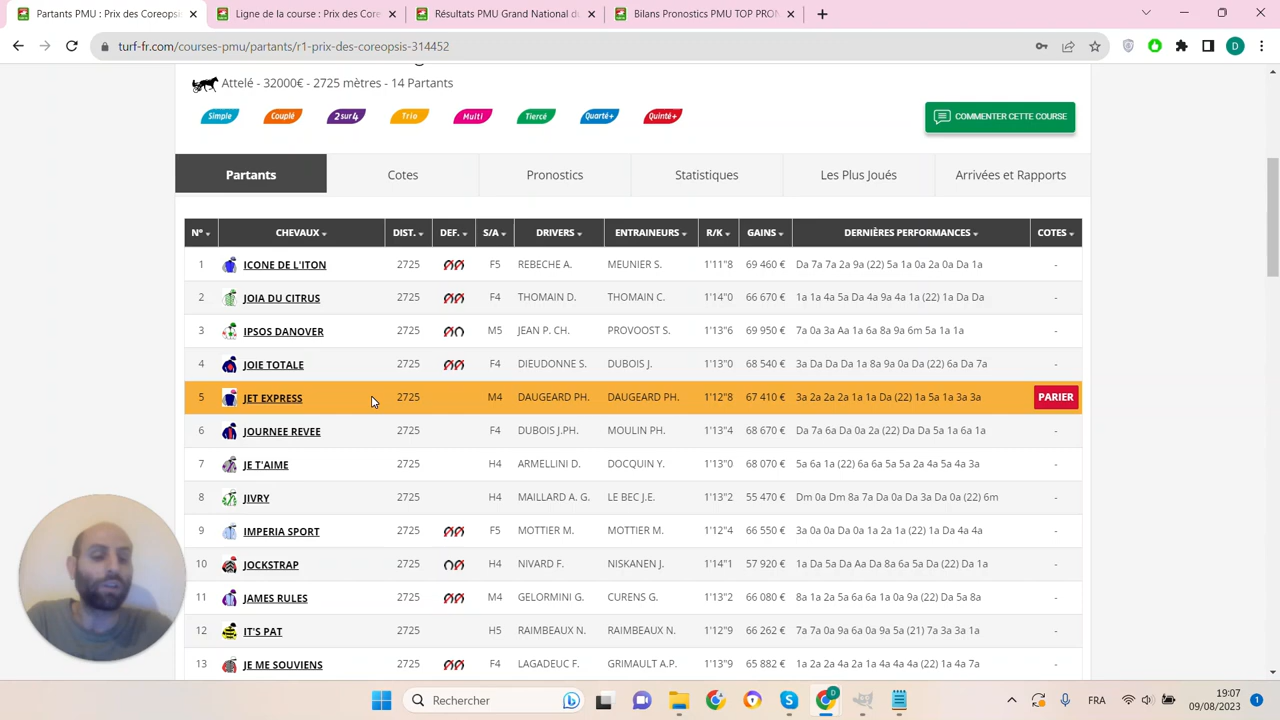 Partants PMU : Prix des Coreopsi
Ligne de la course : Prix des Core
Résultats PMU Grand National du
Bilans Pronostics PMU TOP PRON
turf-fr.com/courses-pmu/partants/r1-prix-des-coreopsis-314452
D
Attelé - 32000€ - 2725 mètres - 14 Partants
Simple Couplé 2 sur 4 Trio Multi Tiercé Quarté+ Quinté+
COMMENTER CETTE COURSE
Partants Cotes Pronostics Statistiques Les Plus Joués Arrivées et Rapports
N° CHEVAUX DIST. DEF. S/A DRIVERS ENTRAINEURS R/K GAINS DERNIÈRES PERFORMANCES COTES
1 ICONE DE L'ITON 2725 F5 REBECHE A. MEUNIER S. 1'11"8 69 460 € Da 7a 7a 2a 9a (22) 5a 1a 0a 2a 0a Da 1a -
2 JOIA DU CITRUS 2725 F4 THOMAIN D. THOMAIN C. 1'14"0 66 670 € 1a 1a 4a 5a Da 4a 9a 4a 1a (22) 1a Da Da -
3 IPSOS DANOVER 2725 M5 JEAN P. CH. PROVOOST S. 1'13"6 69 950 € 7a 0a 3a Aa 1a 6a 8a 9a 6m 5a 1a 1a -
4 JOIE TOTALE 2725 F4 DIEUDONNE S. DUBOIS J. 1'13"0 68 540 € 3a Da Da Da 1a 8a 9a 0a Da (22) 6a Da 7a -
5 JET EXPRESS 2725 M4 DAUGEARD PH. DAUGEARD PH. 1'12"8 67 410 € 3a 2a 2a 2a 1a 1a Da (22) 1a 5a 1a 3a 3a PARIER
6 JOURNEE REVEE 2725 F4 DUBOIS J.PH. MOULIN PH. 1'13"4 68 670 € Da 7a 6a Da 0a 2a (22) Da Da 5a 1a 6a 1a -
7 JE T'AIME 2725 H4 ARMELLINI D. DOCQUIN Y. 1'13"0 68 070 € 5a 6a 1a (22) 6a 6a 5a 5a 2a 4a 5a 4a 3a -
8 JIVRY 2725 H4 MAILLARD A. G. LE BEC J.E. 1'13"2 55 470 € Dm 0a Dm 8a 7a Da 0a Da 3a Da 0a (22) 6m -
9 IMPERIA SPORT 2725 F5 MOTTIER M. MOTTIER M. 1'12"4 66 550 € 3a 0a 0a Da 0a 1a 2a 1a (22) 1a Da 4a 4a -
10 JOCKSTRAP 2725 H4 NIVARD F. NISKANEN J. 1'14"1 57 920 € 1a Da 5a Da Aa Da 8a 6a 5a Da (22) Da 1a -
11 JAMES RULES 2725 M4 GELORMINI G. CURENS G. 1'13"2 66 080 € 8a 1a 2a 5a 6a 6a 1a 0a 9a (22) Da 5a 8a -
12 IT'S PAT 2725 H5 RAIMBEAUX N. RAIMBEAUX N. 1'12"9 66 262 € 7a 7a 0a 9a 6a 0a 9a 5a (21) 7a 3a 3a 1a -
13 JE ME SOUVIENS 2725 F4 LAGADEUC F. GRIMAULT A.P. 1'13"9 65 882 € 1a 2a 2a 4a 1a 4a 4a 4a (22) 1a 4a 7a -
Rechercher
FRA
19:07
09/08/2023